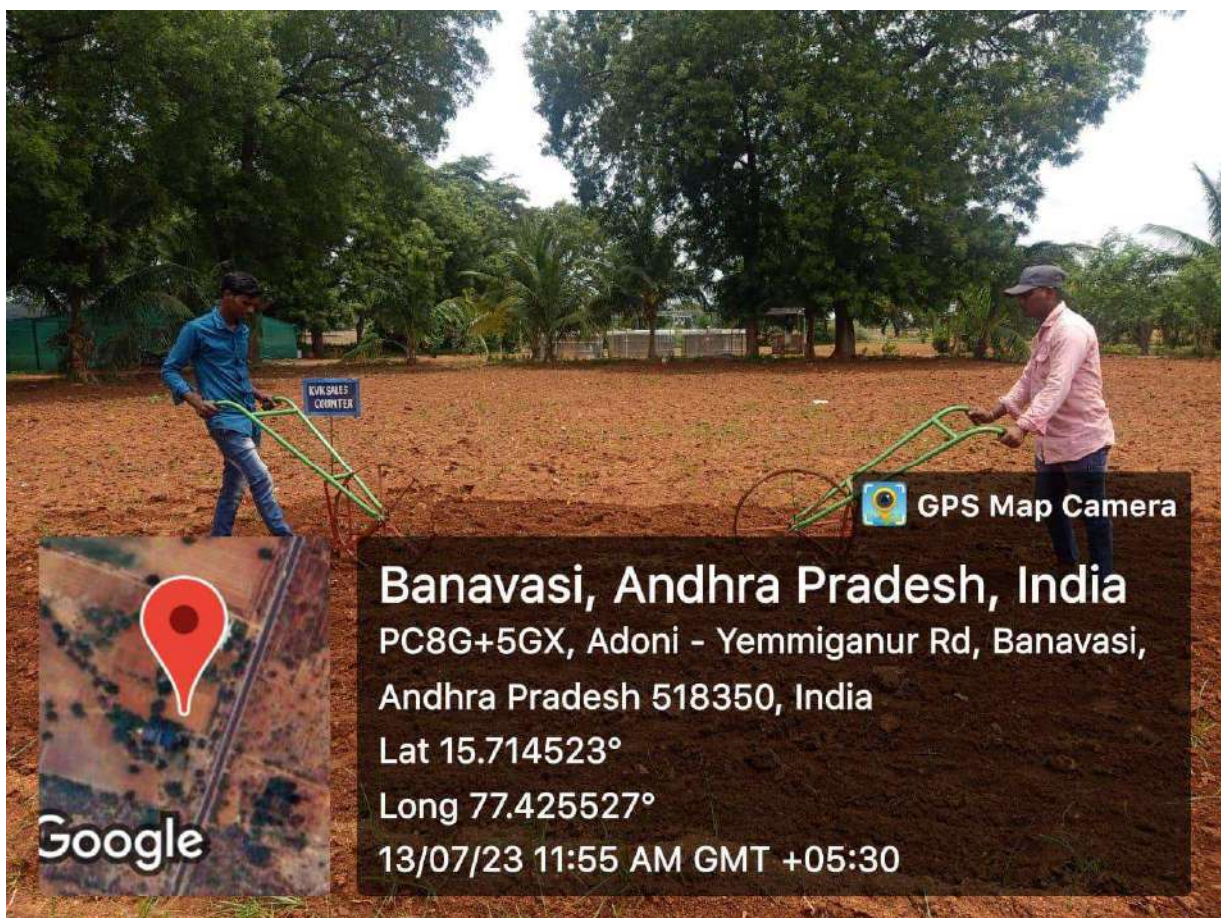 KVK SALES
COUNTER
GPS Map Camera
Banavasi, Andhra Pradesh, India
PC8G+5GX, Adoni - Yemmiganur Rd, Banavasi,
Andhra Pradesh 518350, India
Lat 15.714523°
Long 77.425527°
13/07/23 11:55 AM GMT +05:30
Google